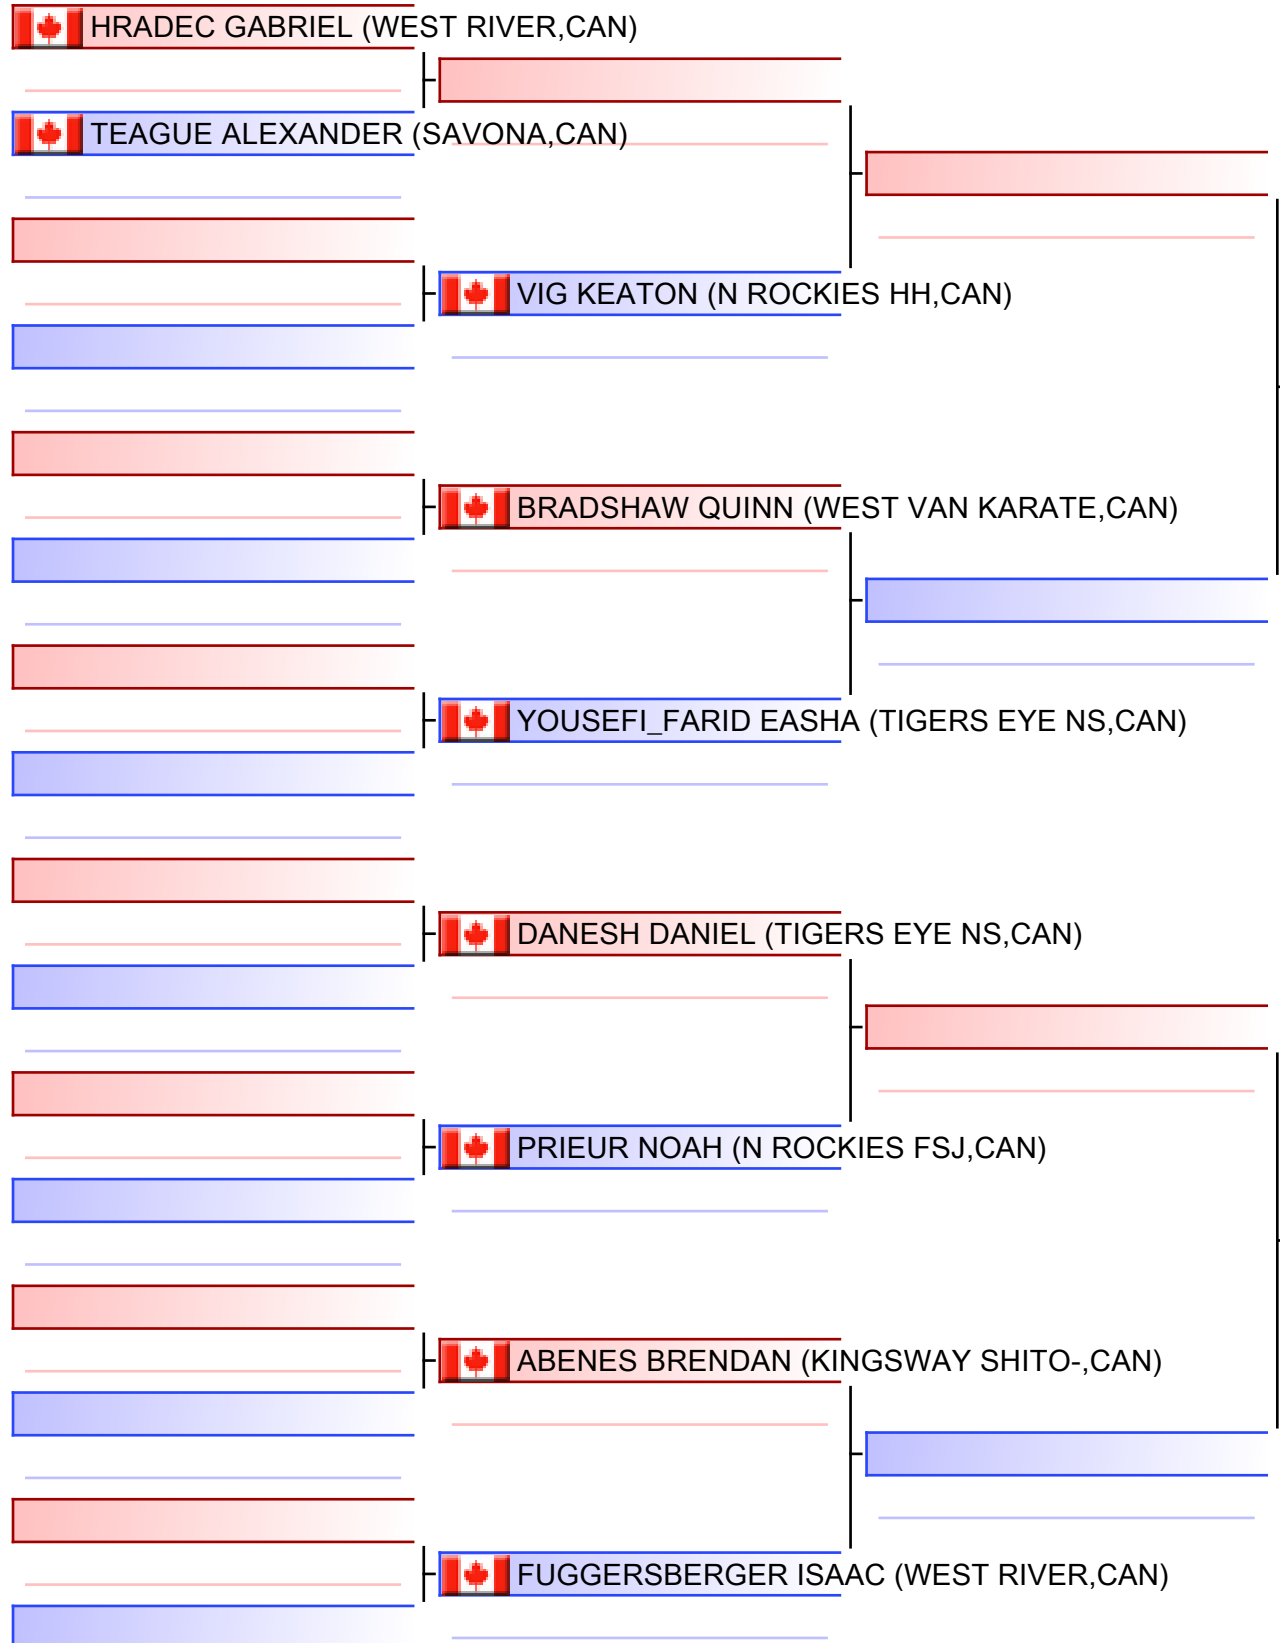 HRADEC GABRIEL (WEST RIVER,CAN)
TEAGUE ALEXANDER (SAVONA,CAN)
VIG KEATON (N ROCKIES HH,CAN)
BRADSHAW QUINN (WEST VAN KARATE,CAN)
YOUSEFI_FARID EASHA (TIGERS EYE NS,CAN)
DANESH DANIEL (TIGERS EYE NS,CAN)
PRIEUR NOAH (N ROCKIES FSJ,CAN)
ABENES BRENDAN (KINGSWAY SHITO-,CAN)
FUGGERSBERGER ISAAC (WEST RIVER,CAN)